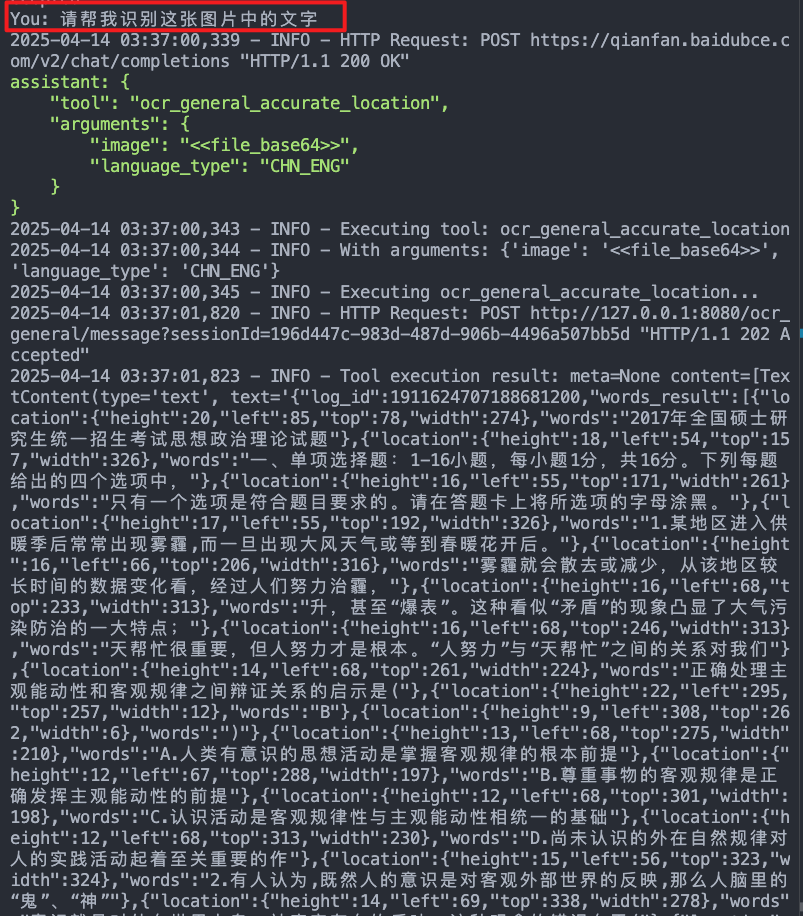 You: 请帮我识别这张图片中的文字
2025-04-14 03:37:00,339 - INFO - HTTP Request: POST https://qianfan.baidubce.c
om/v2/chat/completions "HTTP/1.1 200 OK"
assistant: {
    "tool": "ocr_general_accurate_location",
    "arguments": {
        "image": "<<file_base64>>",
        "language_type": "CHN_ENG"
    }
}
2025-04-14 03:37:00,343 - INFO - Executing tool: ocr_general_accurate_location
2025-04-14 03:37:00,344 - INFO - With arguments: {'image': '<<file_base64>>',
'language_type': 'CHN_ENG'}
2025-04-14 03:37:00,345 - INFO - Executing ocr_general_accurate_location...
2025-04-14 03:37:01,820 - INFO - HTTP Request: POST http://127.0.0.1:8080/ocr_
general/message?sessionId=196d447c-983d-487d-906b-4496a507bb5d "HTTP/1.1 202 A
ccepted"
2025-04-14 03:37:01,823 - INFO - Tool execution result: meta=None content=[Tex
tContent(type='text', text='{"log_id":1911624707188681200,"words_result":[{"lo
cation":{"height":20,"left":85,"top":78,"width":274},"words":"2017年全国硕士研
究生统一招生考试思想政治理论试题"},{"location":{"height":18,"left":54,"top":15
7,"width":326},"words":"一、单项选择题：1-16小题，每小题1分，共16分。下列每题
给出的四个选项中，"},{"location":{"height":16,"left":55,"top":171,"width":261}
,"words":"只有一个选项是符合题目要求的。请在答题卡上将所选项的字母涂黑。"},{"l
ocation":{"height":17,"left":55,"top":192,"width":326},"words":"1.某地区进入供
暖季后常常出现雾霾,而一旦出现大风天气或等到春暖花开后。"},{"location":{"height
":16,"left":66,"top":206,"width":316},"words":"雾霾就会散去或减少，从该地区较
长时间的数据变化看，经过人们努力治霾，"},{"location":{"height":16,"left":68,"to
p":233,"width":313},"words":"升，甚至“爆表”。这种看似“矛盾”的现象凸显了大气污
染防治的一大特点；"},{"location":{"height":16,"left":68,"top":246,"width":313}
,"words":"天帮忙很重要，但人努力才是根本。“人努力”与“天帮忙”之间的关系对我们"}
,{"location":{"height":14,"left":68,"top":261,"width":224},"words":"正确处理主
观能动性和客观规律之间辩证关系的启示是("},{"location":{"height":22,"left":295,
"top":257,"width":12},"words":"B"},{"location":{"height":9,"left":308,"top":26
2,"width":6},"words":")"},{"location":{"height":13,"left":68,"top":275,"width"
:210},"words":"A.人类有意识的思想活动是掌握客观规律的根本前提"},{"location":{"
height":12,"left":67,"top":288,"width":197},"words":"B.尊重事物的客观规律是正
确发挥主观能动性的前提"},{"location":{"height":12,"left":68,"top":301,"width":
198},"words":"C.认识活动是客观规律性与主观能动性相统一的基础"},{"location":{"h
eight":12,"left":68,"top":313,"width":230},"words":"D.尚未认识的外在自然规律对
人的实践活动起着至关重要的作"},{"location":{"height":15,"left":56,"top":323,"w
idth":324},"words":"2.有人认为,既然人的意识是对客观外部世界的反映,那么人脑里的
“鬼”、“神”"},{"location":{"height":14,"left":69,"top":338,"width":278},"words"